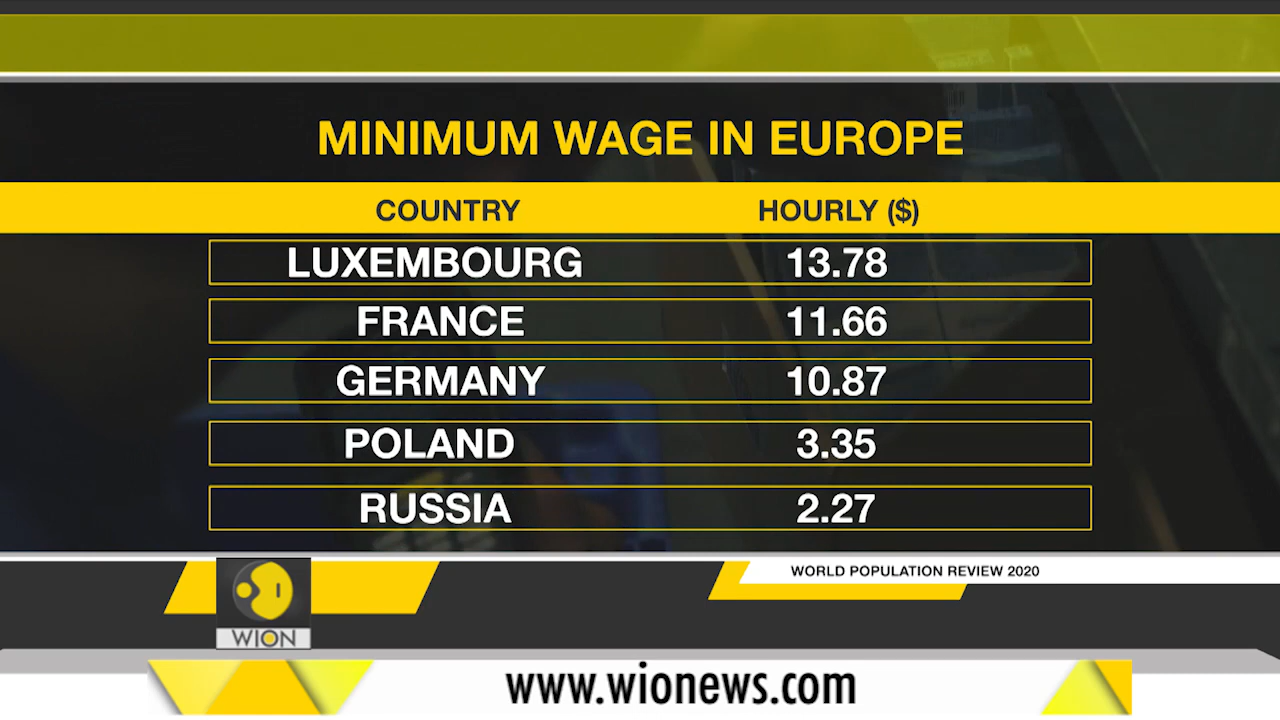 MINIMUM WAGE IN EUROPE
COUNTRY HOURLY ($)
LUXEMBOURG 13.78
FRANCE 11.66
GERMANY 10.87
POLAND 3.35
RUSSIA 2.27
WORLD POPULATION REVIEW 2020
WION
www.wionews.com